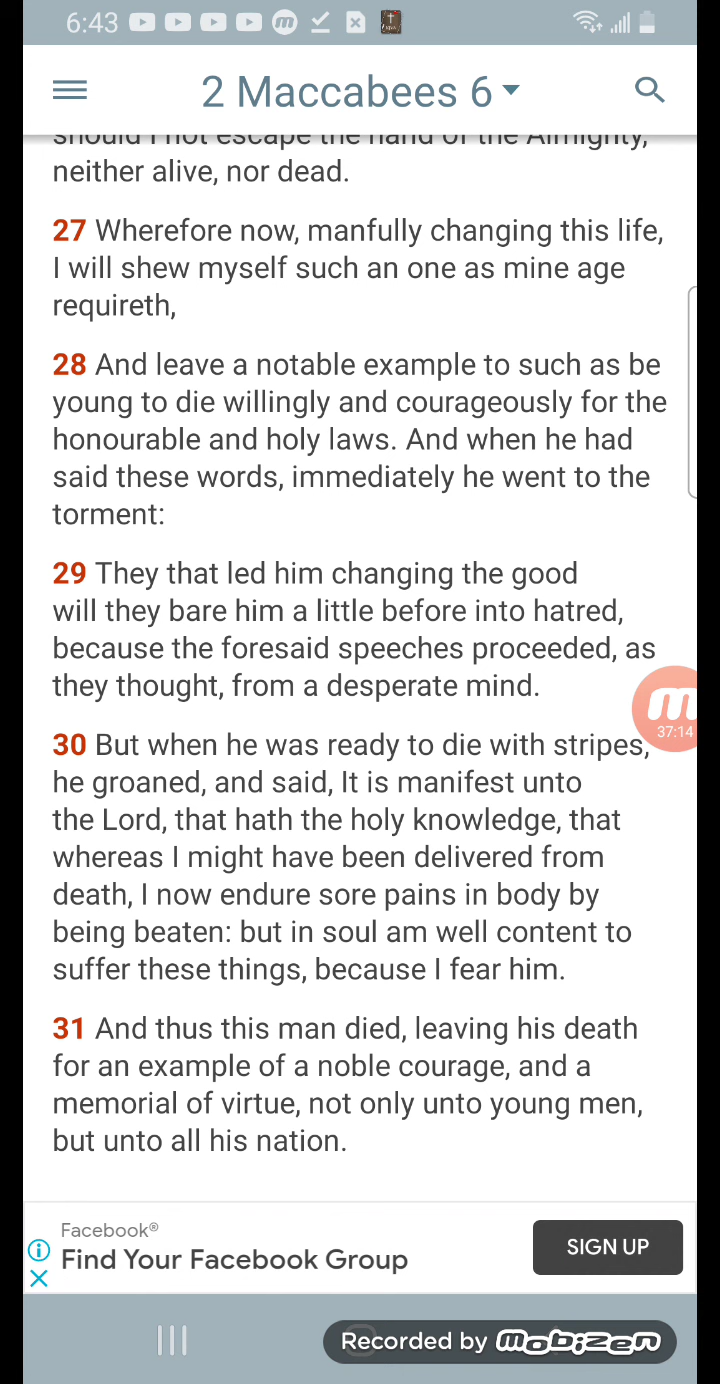 6:43
2 Maccabees 6
should I not escape the hand of the Almighty,
neither alive, nor dead.
27 Wherefore now, manfully changing this life,
I will shew myself such an one as mine age
requireth,
28 And leave a notable example to such as be
young to die willingly and courageously for the
honourable and holy laws. And when he had
said these words, immediately he went to the
torment:
29 They that led him changing the good
will they bare him a little before into hatred,
because the foresaid speeches proceeded, as
they thought, from a desperate mind.
m
37:14
30 But when he was ready to die with stripes,
he groaned, and said, It is manifest unto
the Lord, that hath the holy knowledge, that
whereas I might have been delivered from
death, I now endure sore pains in body by
being beaten: but in soul am well content to
suffer these things, because I fear him.
31 And thus this man died, leaving his death
for an example of a noble courage, and a
memorial of virtue, not only unto young men,
but unto all his nation.
Facebook®
Find Your Facebook Group
SIGN UP
Recorded by mobizen